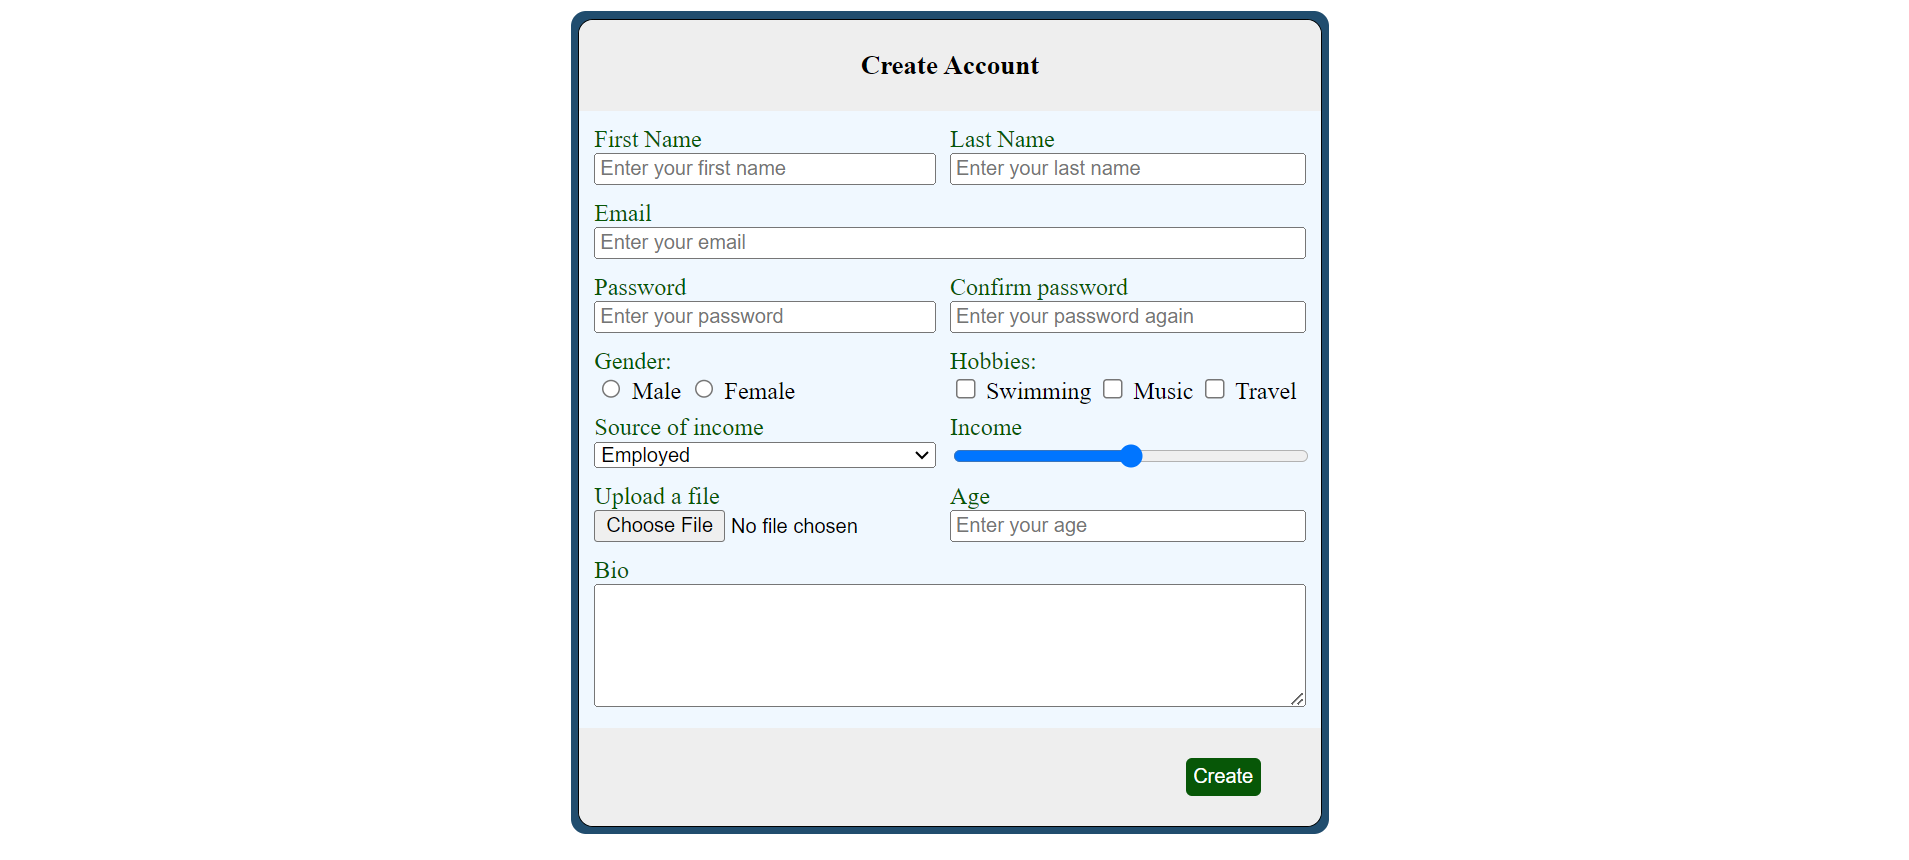 Create Account
First Name Last Name
Enter your first name Enter your last name
Email
Enter your email
Password Confirm password
Enter your password Enter your password again
Gender: Hobbies:
Male Female Swimming Music Travel
Source of income Income
Employed
Upload a file Age
Choose File No file chosen Enter your age
Bio
Create